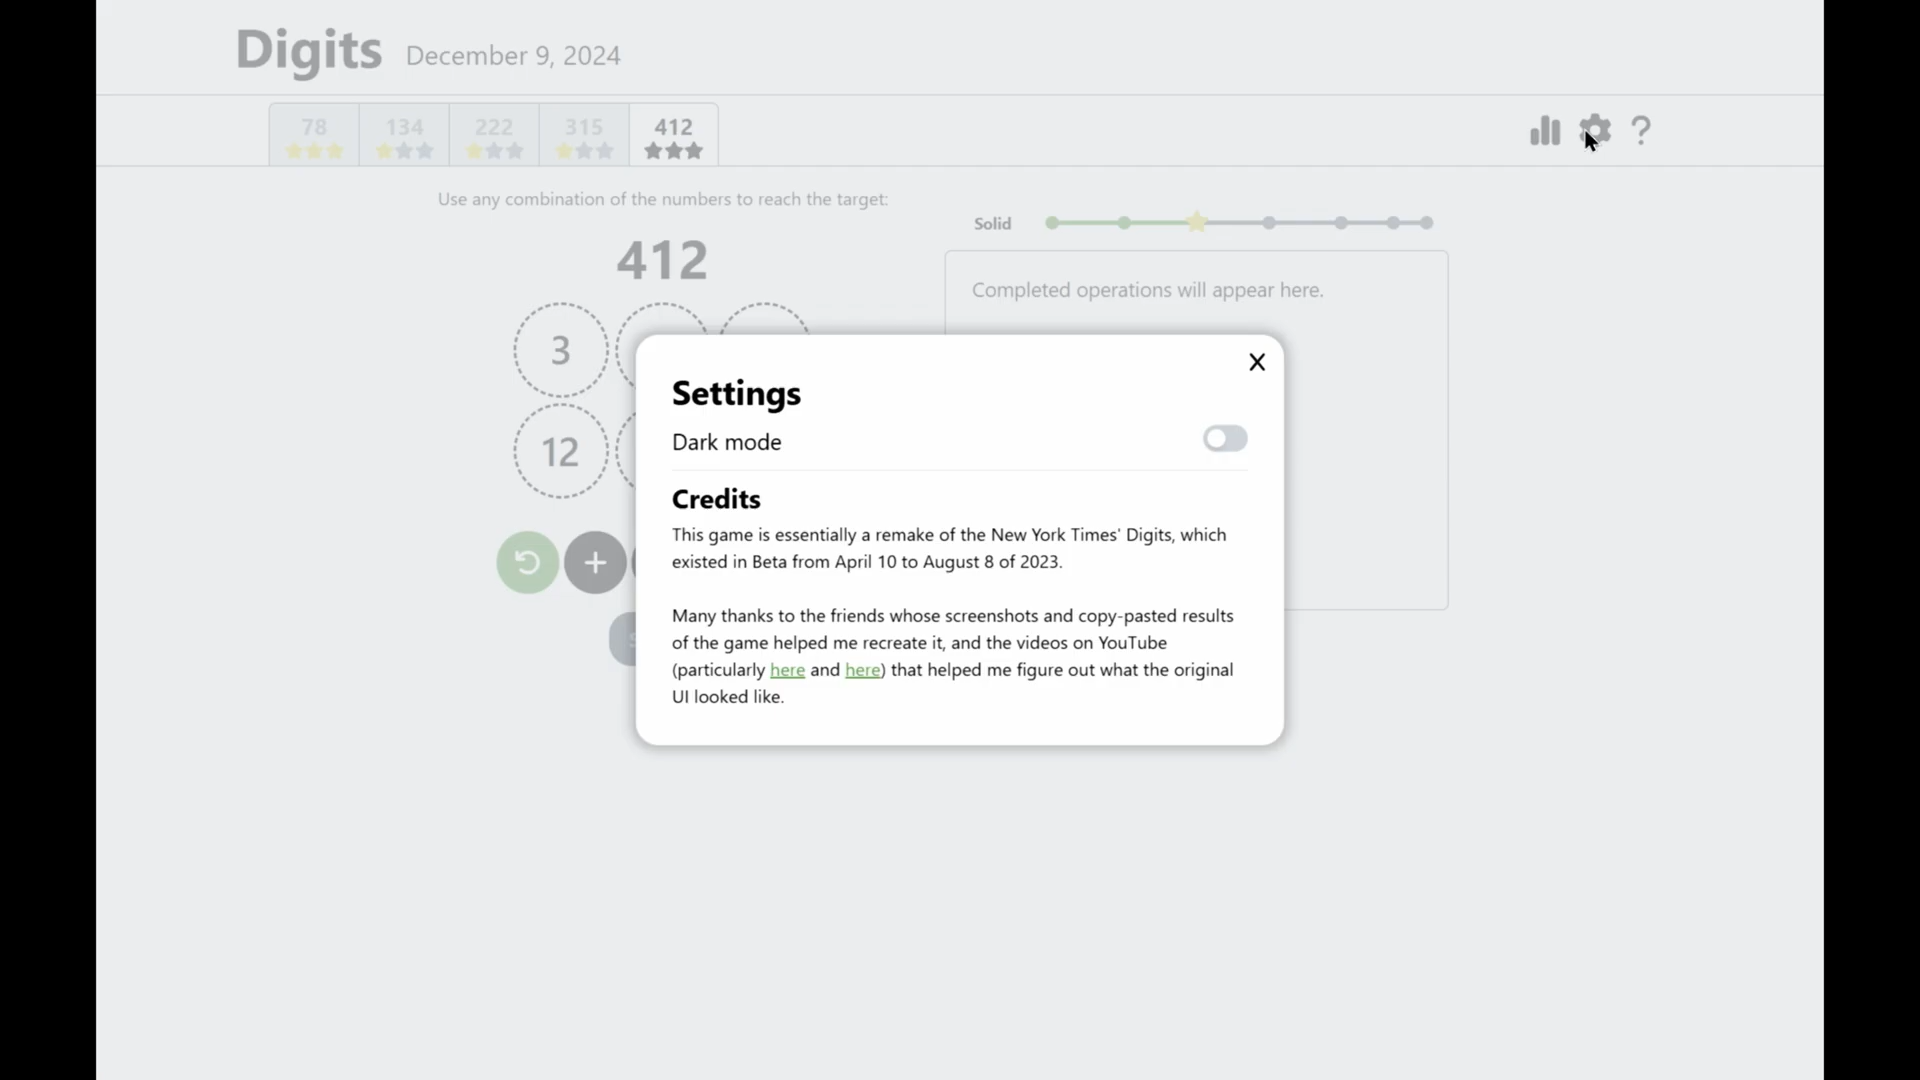 Digits December 9, 2024
78 134 222 315 412
Use any combination of the numbers to reach the target:
Solid
412
Completed operations will appear here.
3
12
X
Settings
Dark mode
Credits
This game is essentially a remake of the New York Times' Digits, which
existed in Beta from April 10 to August 8 of 2023.
Many thanks to the friends whose screenshots and copy-pasted results
of the game helped me recreate it, and the videos on YouTube
(particularly here and here) that helped me figure out what the original
UI looked like.